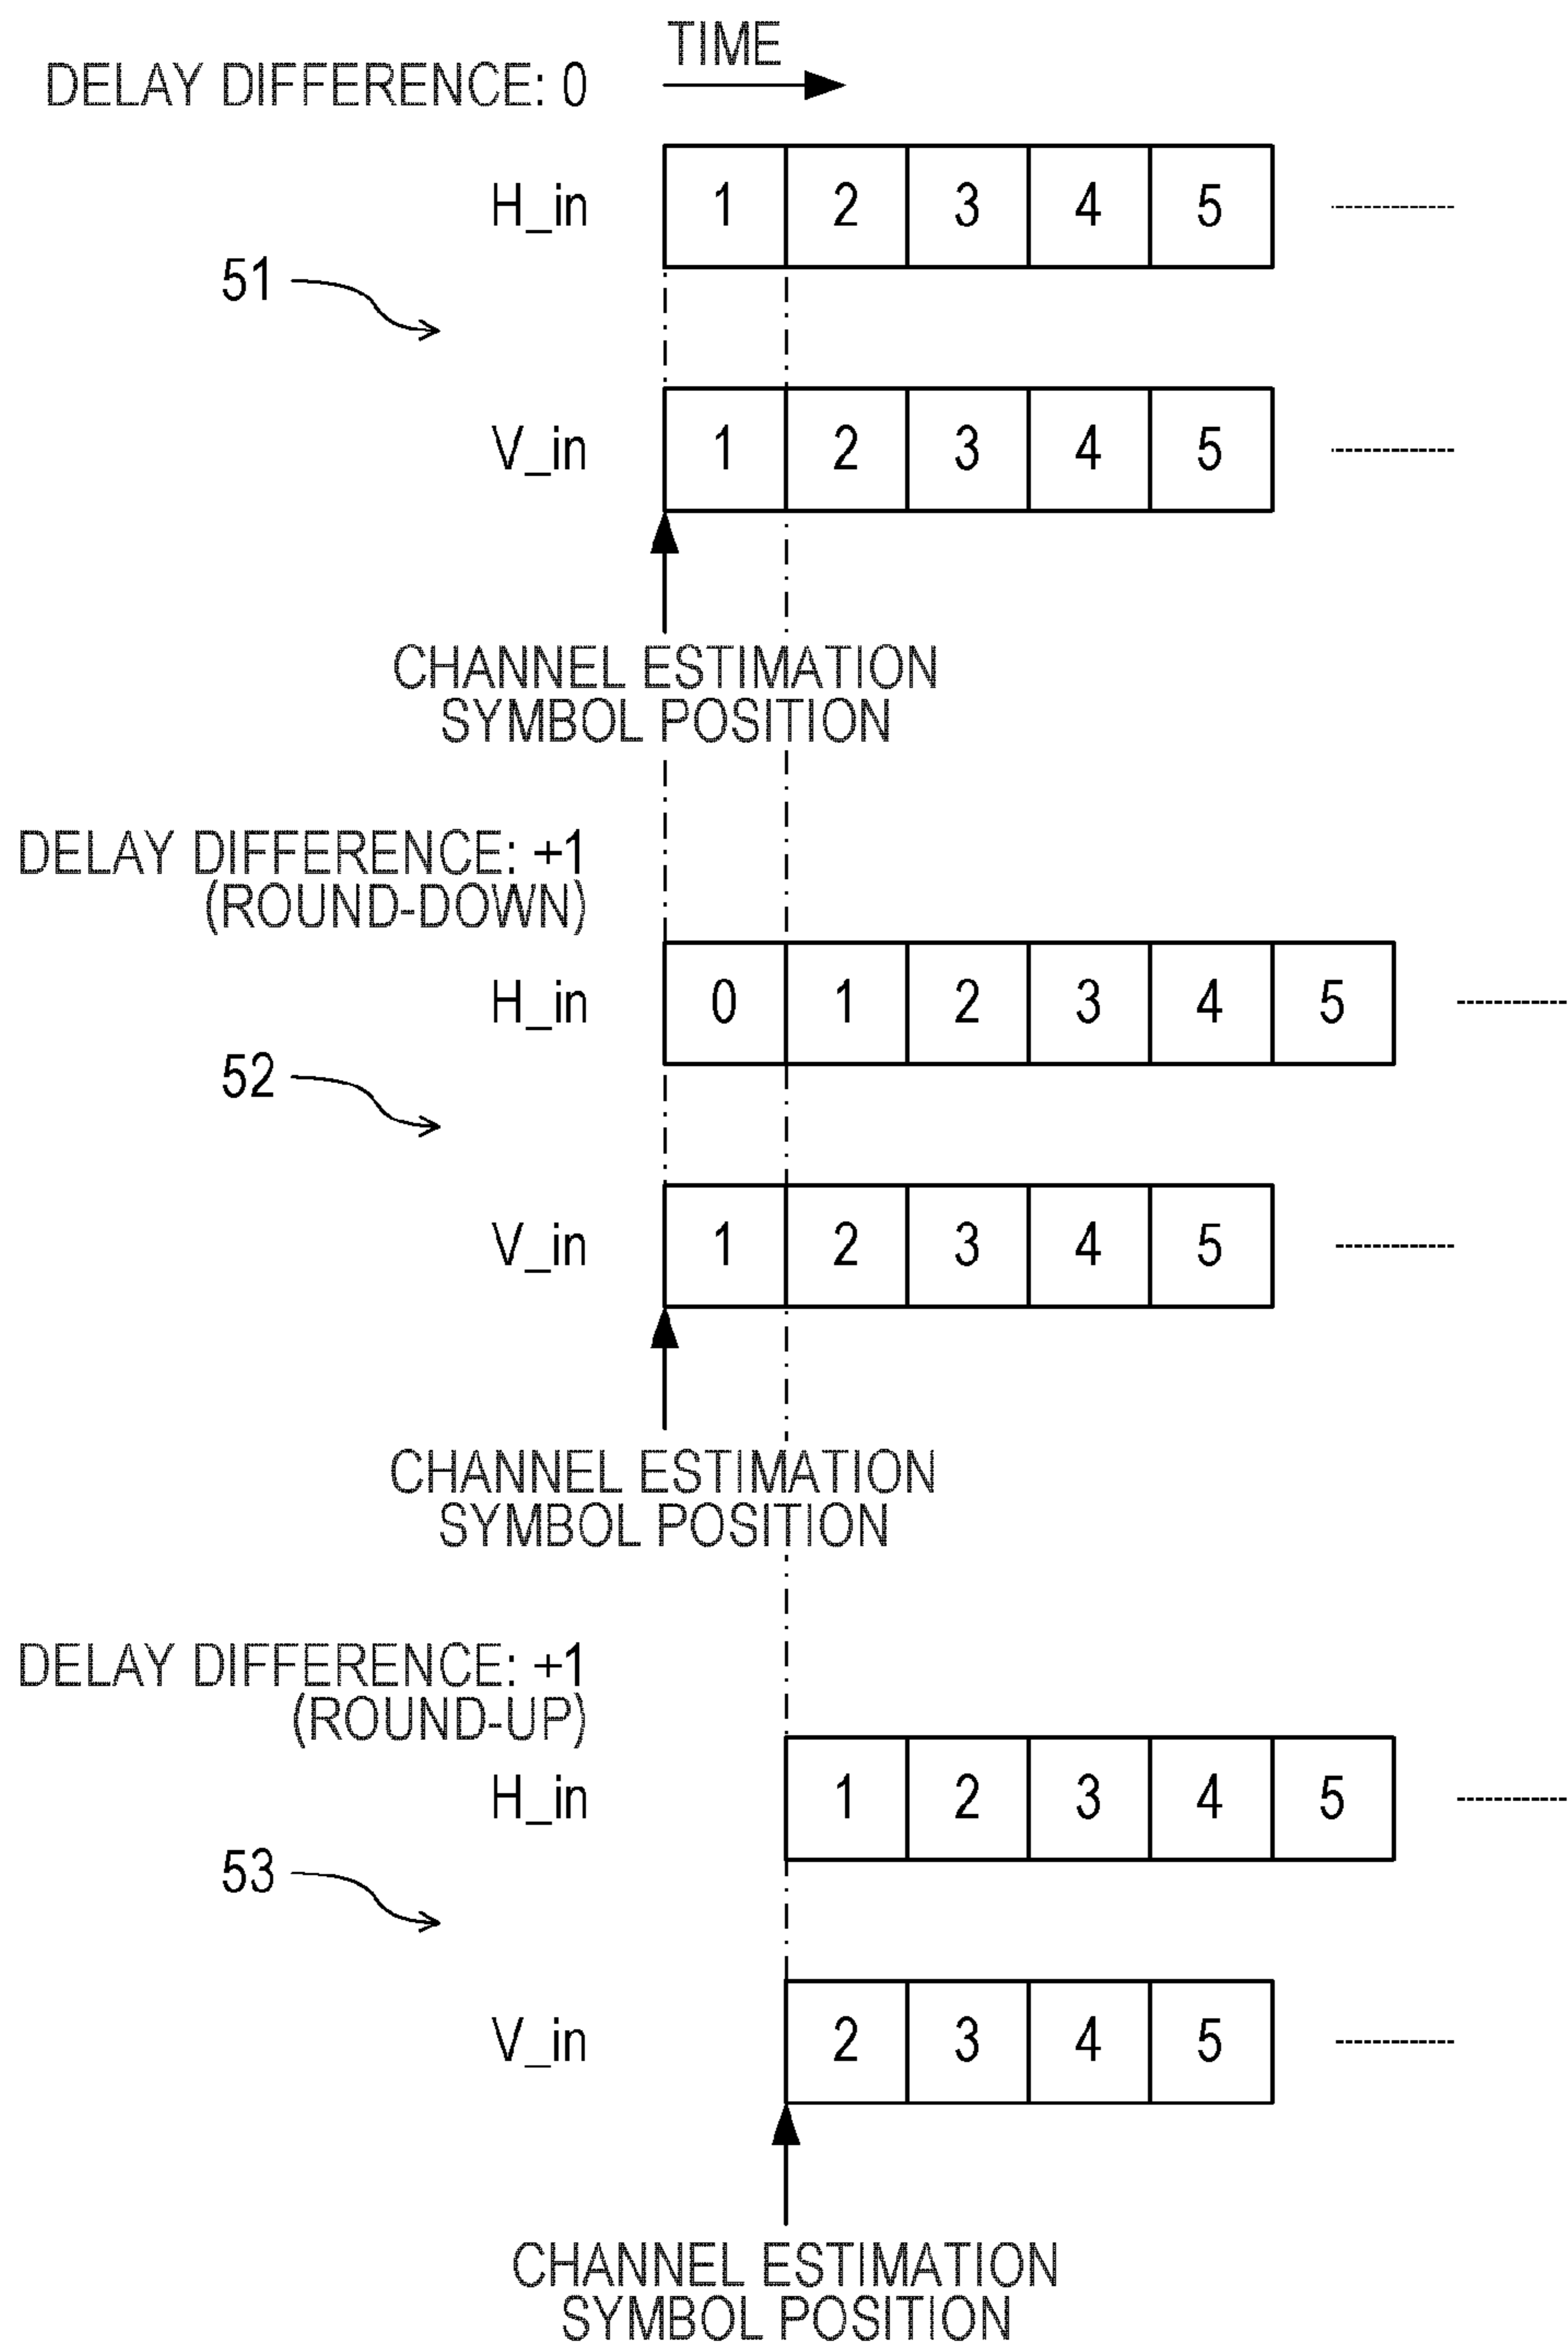 TIME
DELAY DIFFERENCE: 0
H_in 1 2 3 4 5
51
V_in 1 2 3 4 5
CHANNEL ESTIMATION
SYMBOL POSITION
DELAY DIFFERENCE: +1
(ROUND-DOWN)
H_in 0 1 2 3 4 5
52
V_in 1 2 3 4 5
CHANNEL ESTIMATION
SYMBOL POSITION
DELAY DIFFERENCE: +1
(ROUND-UP)
H_in 1 2 3 4 5
53
V_in 2 3 4 5
CHANNEL ESTIMATION
SYMBOL POSITION